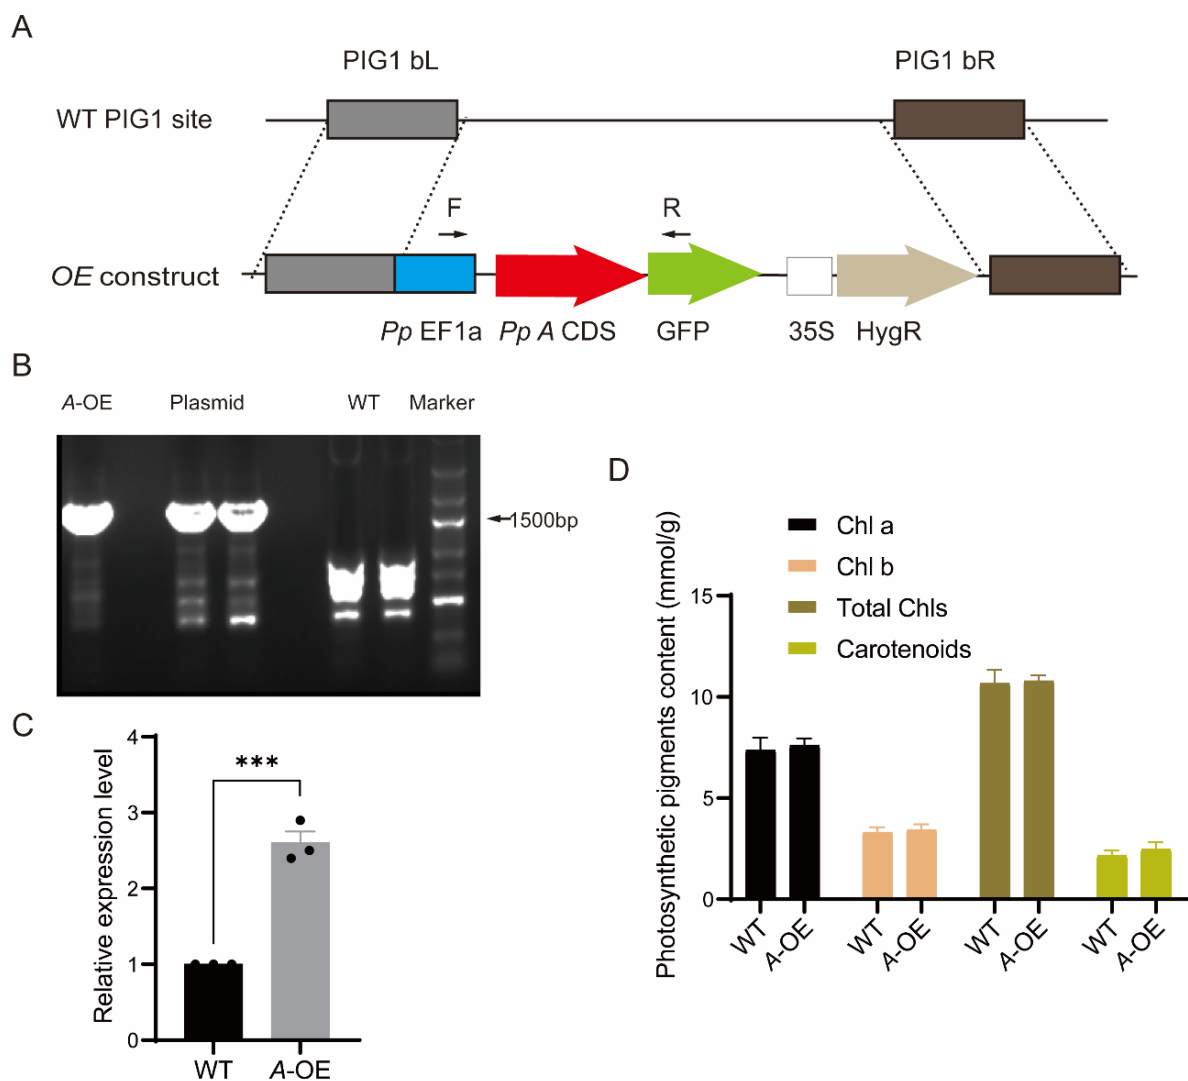 A
PIG1 bL
PIG1 bR
WT PIG1 site
F
R
OE construct
Pp EF1a
Pp A CDS
GFP
35S
HygR
B
A-OE
Plasmid
WT
Marker
1500bp
C
Relative expression level
4
3
2
1
0
***
WT
A-OE
D
Photosynthetic pigments content (mmol/g)
Chl a
Chl b
Total Chls
Carotenoids
15
10
5
0
WT
A-OE
WT
A-OE
WT
A-OE
WT
A-OE